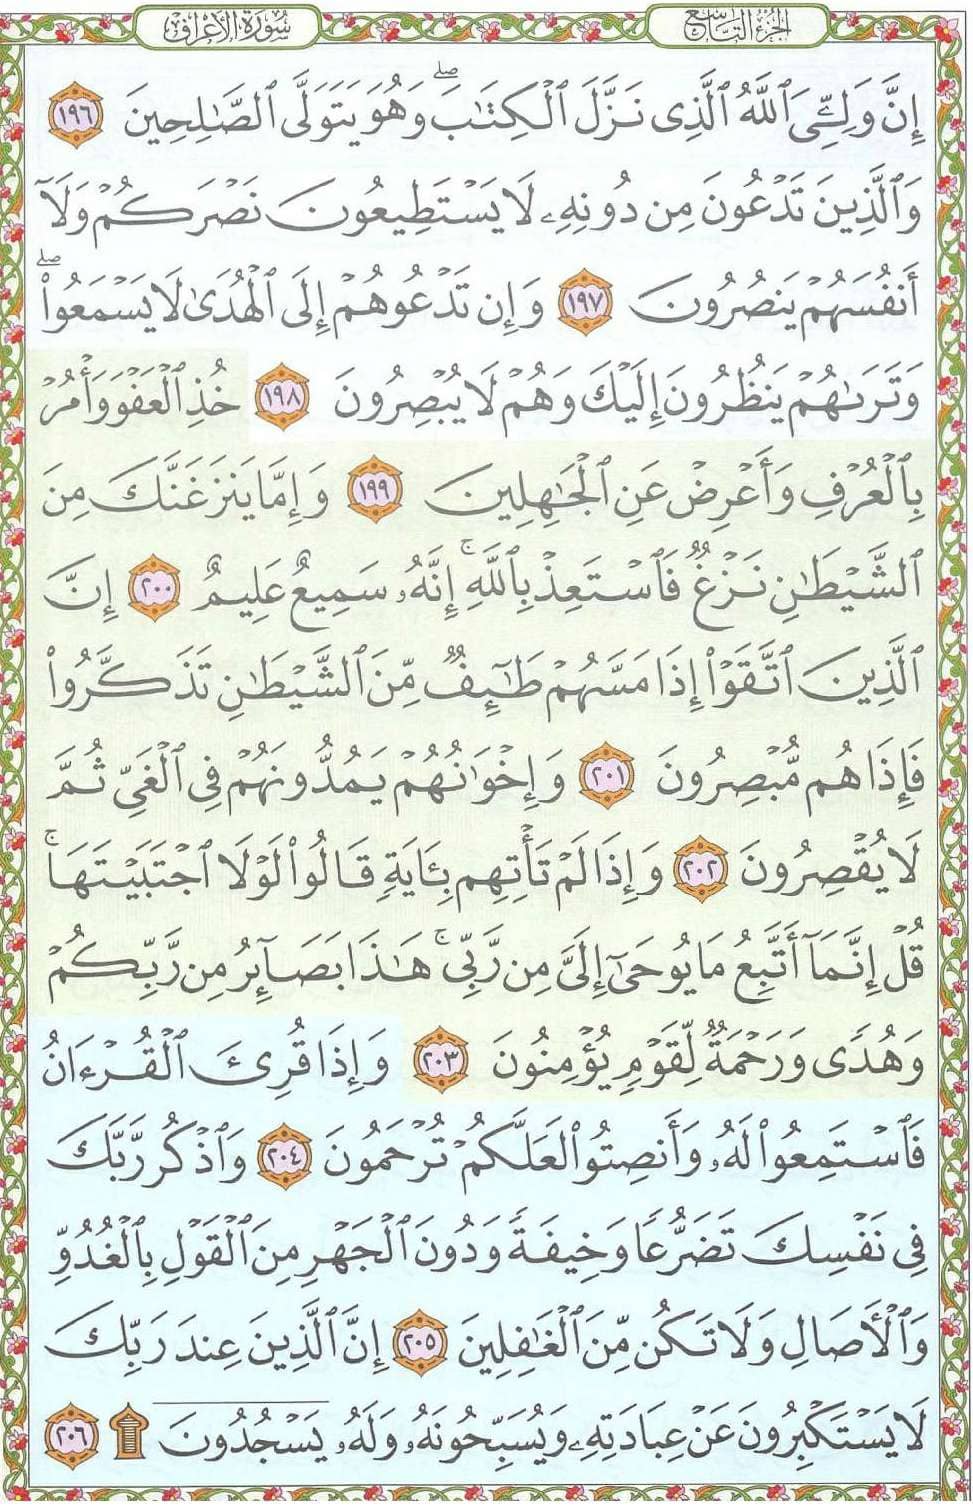 الجزء التاسع
سورة الأعراف
إِنَّ وَلِـِّۧيَ ٱللَّهُ ٱلَّذِي نَزَّلَ ٱلْكِتَٰبَۖ وَهُوَ يَتَوَلَّى ٱلصَّٰلِحِينَ ١٩٦
وَٱلَّذِينَ تَدْعُونَ مِن دُونِهِۦ لَا يَسْتَطِيعُونَ نَصْرَكُمْ وَلَآ
أَنفُسَهُمْ يَنصُرُونَ ١٩٧ وَإِن تَدْعُوهُمْ إِلَى ٱلْهُدَىٰ لَا يَسْمَعُوا۟ۖ
وَتَرَىٰهُمْ يَنظُرُونَ إِلَيْكَ وَهُمْ لَا يُبْصِرُونَ ١٩٨ خُذِ ٱلْعَفْوَ وَأْمُرْ
بِٱلْعُرْفِ وَأَعْرِضْ عَنِ ٱلْجَٰهِلِينَ ١٩٩ وَإِمَّا يَنزَغَنَّكَ مِنَ
ٱلشَّيْطَٰنِ نَزْغٌ فَٱسْتَعِذْ بِٱللَّهِۚ إِنَّهُۥ سَمِيعٌ عَلِيمٌ ٢٠٠ إِنَّ
ٱلَّذِينَ ٱتَّقَوْا۟ إِذَا مَسَّهُمْ طَٰٓئِفٌ مِّنَ ٱلشَّيْطَٰنِ تَذَكَّرُوا۟
فَإِذَا هُم مُّبْصِرُونَ ٢٠١ وَإِخْوَٰنُهُمْ يَمُدُّونَهُمْ فِي ٱلْغَيِّ ثُمَّ
لَا يُقْصِرُونَ ٢٠٢ وَإِذَا لَمْ تَأْتِهِم بِـَٔايَةٍ قَالُوا۟ لَوْلَا ٱجْتَبَيْتَهَاۚ
قُلْ إِنَّمَآ أَتَّبِعُ مَا يُوحَىٰٓ إِلَيَّ مِن رَّبِّيۚ هَٰذَا بَصَآئِرُ مِن رَّبِّكُمْ
وَهُدًى وَرَحْمَةٌ لِّقَوْمٍ يُؤْمِنُونَ ٢٠٣ وَإِذَا قُرِئَ ٱلْقُرْءَانُ
فَٱسْتَمِعُوا۟ لَهُۥ وَأَنصِتُوا۟ لَعَلَّكُمْ تُرْحَمُونَ ٢٠٤ وَٱذْكُر رَّبَّكَ
فِي نَفْسِكَ تَضَرُّعًا وَخِيفَةً وَدُونَ ٱلْجَهْرِ مِنَ ٱلْقَوْلِ بِٱلْغُدُوِّ
وَٱلْءَاصَالِ وَلَا تَكُن مِّنَ ٱلْغَٰفِلِينَ ٢٠٥ إِنَّ ٱلَّذِينَ عِندَ رَبِّكَ
لَا يَسْتَكْبِرُونَ عَنْ عِبَادَتِهِۦ وَيُسَبِّحُونَهُۥ وَلَهُۥ يَسْجُدُونَ ۩ ٢٠٦